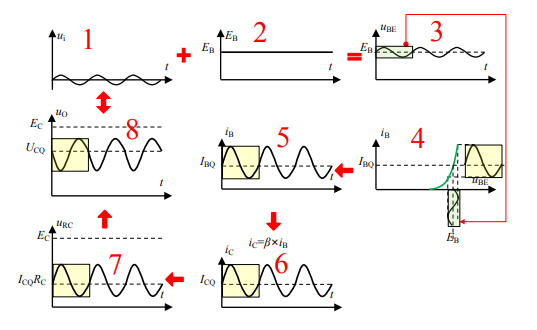 u_i 1
t
+
E_B 2
E_B
t
=
u_BE 3
E_B
t
u_O 8
E_C
U_CQ
t
i_B 5
I_BQ
t
4
i_B
I_BQ
u_BE
E_B
i_C=β×i_B
u_RC 7
E_C
I_CQR_C
t
i_C 6
I_CQ
t